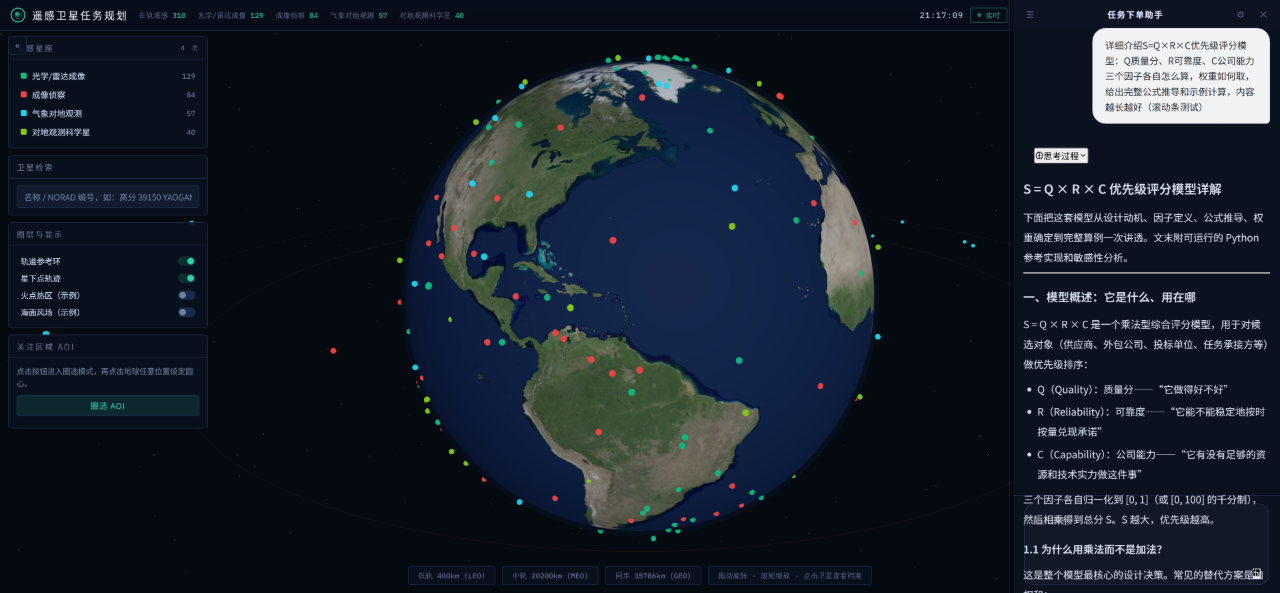 遥感卫星任务规划
在轨遥感 310 光学/雷达成像 129 成像侦察 84 气象对地观测 57 对地观测科学星 40
21:17:09
实时
«
感星座
4 类
光学/雷达成像 129
成像侦察 84
气象对地观测 57
对地观测科学星 40
卫星检索
名称 / NORAD 编号，如：高分 39150 YAOGAN
图层与显示
轨道参考环
星下点轨迹
火点热区（示例）
海面风场（示例）
关注区域 AOI
点击按钮进入圈选模式，再点击地球任意位置设定圆
心。
圈选 AOI
低轨 400km (LEO)
中轨 20200km (MEO)
同步 35786km (GEO)
拖动旋转 · 滚轮缩放 · 点击卫星查看档案
任务下单助手
详细介绍S=Q×R×C优先级评分模
型：Q质量分、R可靠度、C公司能力
三个因子各自怎么算，权重如何取，
给出完整公式推导和示例计算，内容
越长越好（滚动条测试）
思考过程
S = Q × R × C 优先级评分模型详解
下面把这套模型从设计动机、因子定义、公式推导、权
重确定到完整算例一次讲透。文末附可运行的 Python
参考实现和敏感性分析。
一、模型概述：它是什么、用在哪
S = Q × R × C 是一个乘法型综合评分模型，用于对候
选对象（供应商、外包公司、投标单位、任务承接方等）
做优先级排序：
• Q（Quality）：质量分——“它做得好不好”
• R（Reliability）：可靠度——“它能不能稳定地按时
按量兑现承诺”
• C（Capability）：公司能力——“它有没有足够的资
源和技术实力做这件事”
三个因子各自归一化到 [0, 1]（或 [0, 100] 的千分制），
然后相乘得到总分 S。S 越大，优先级越高。
1.1 为什么用乘法而不是加法？
这是整个模型最核心的设计决策。常见的替代方案是